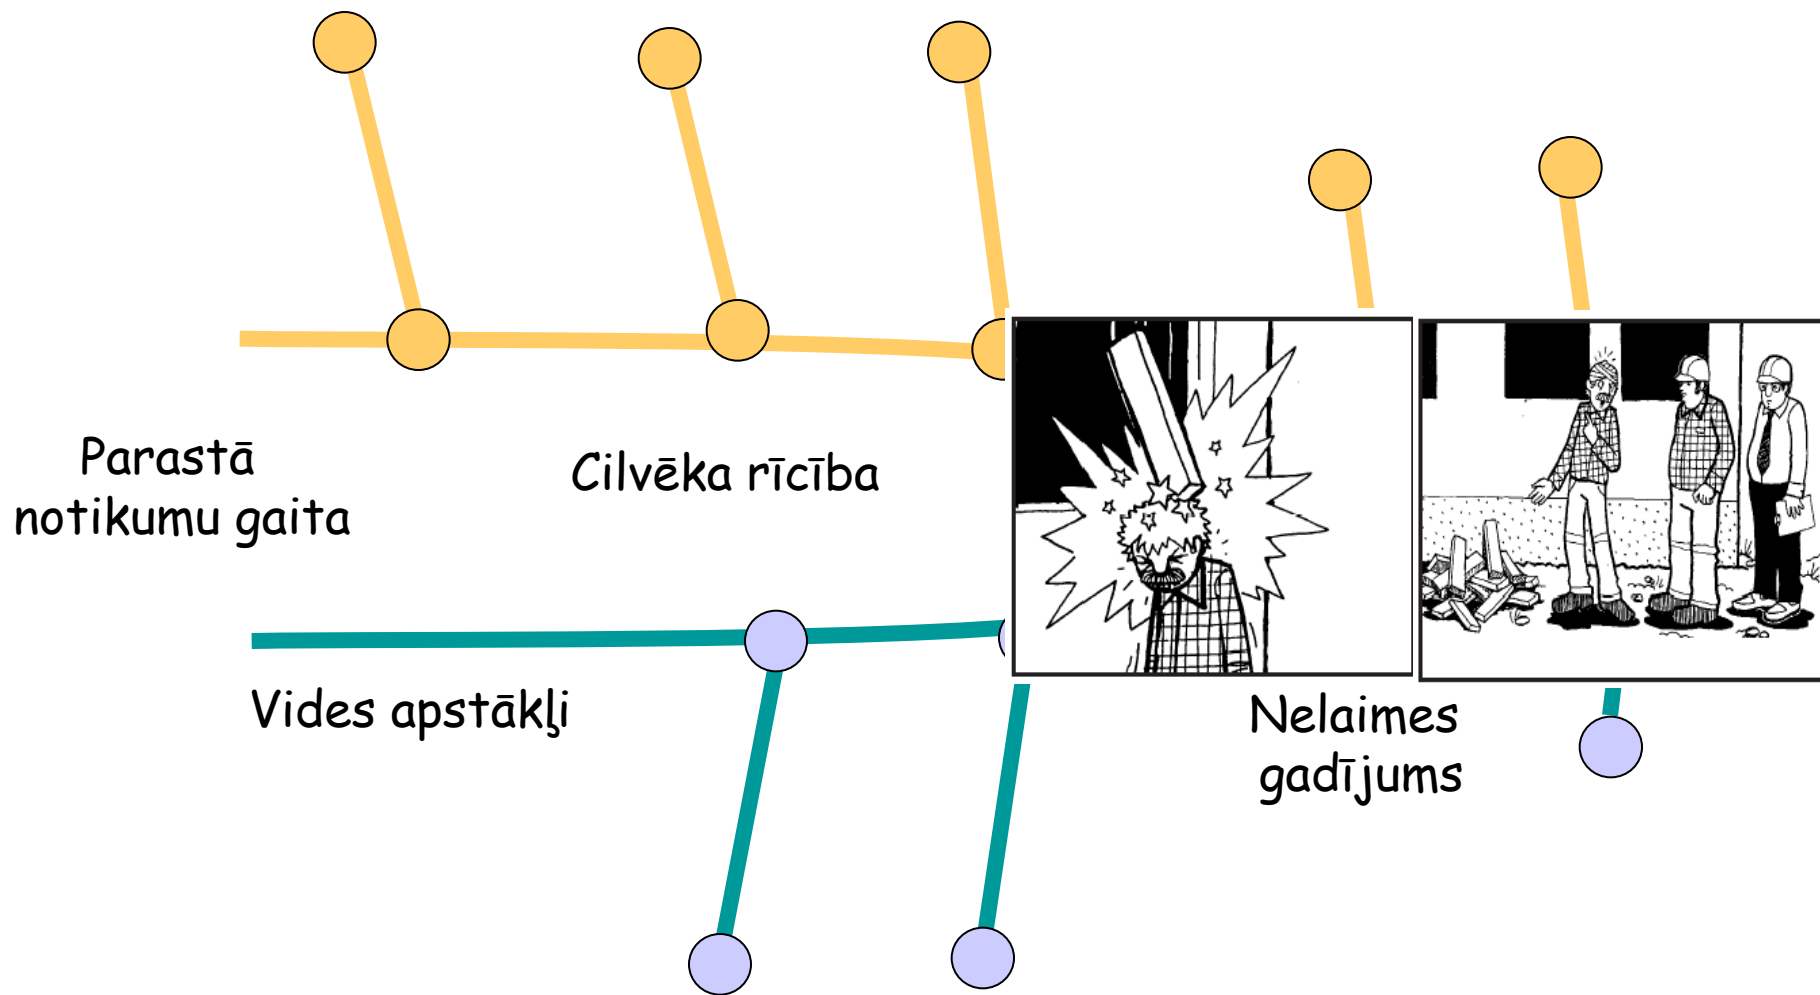 Parastā
notikumu gaita
Cilvēka rīcība
Vides apstākļi
Nelaimes
gadījums